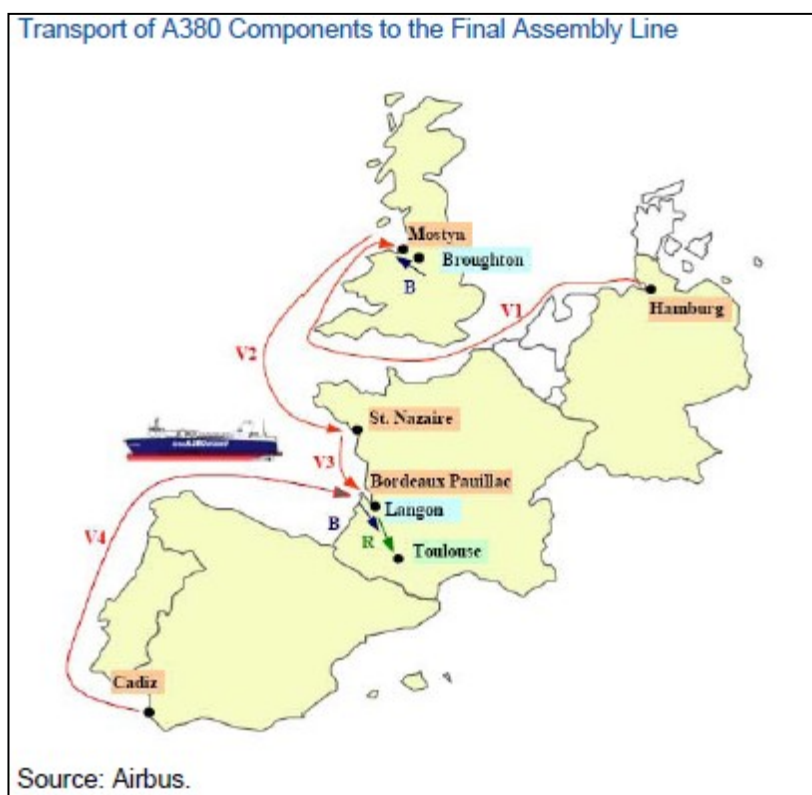 Transport of A380 Components to the Final Assembly Line
Mostyn
Broughton
B
V1
Hamburg
V2
St. Nazaire
V3
Bordeaux Pauillac
Langon
B
V4
R
Toulouse
Cadiz
Source: Airbus.